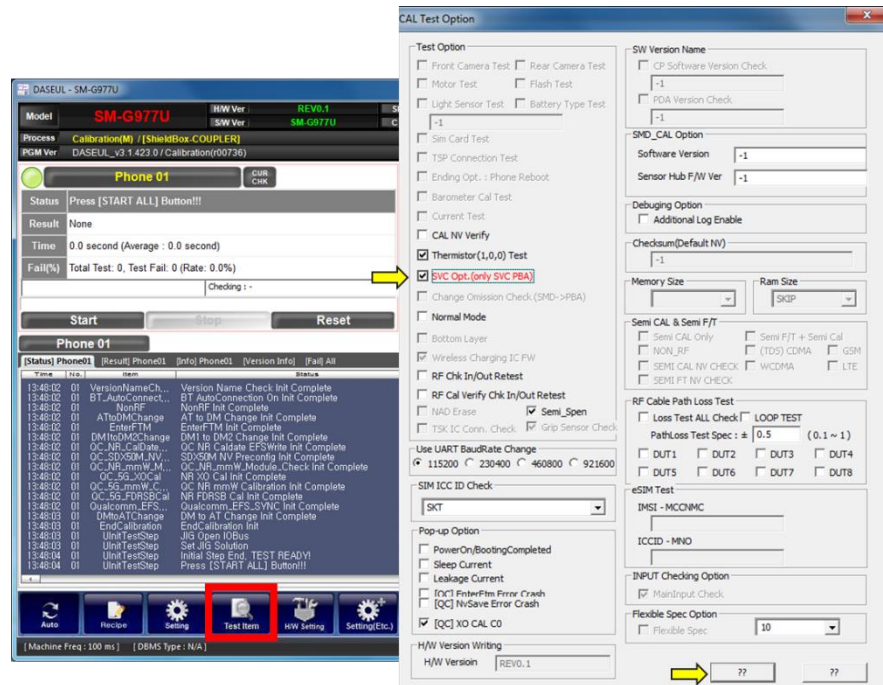 DASEUL - SM-G977U
Model
SM-G977U
H/W Ver
REV0.1
S/W Ver
SM-G977U
Process
Calibration(M) / [ShieldBox-COUPLER]
PGM Ver
DASEUL_v3.1.423.0 / Calibration(r00736)
Phone 01
CUR CHK
Status
Press [START ALL] Button!!!
Result
None
Time
0.0 second (Average : 0.0 second)
Fail(%)
Total Test: 0, Test Fail: 0 (Rate: 0.0%)
Checking : -
Start
Stop
Reset
Phone 01
[Status] Phone01 [Result] Phone01 [Info] Phone01 [Version Info] [Fail] All
Time No. Item Status
13:48:02 01 VersionNameCh... Version Name Check Init Complete
13:48:02 01 BT_AutoConnect... BT AutoConnection On Init Complete
13:48:02 01 NonRF NonRF Init Complete
13:48:02 01 ATtoDMChange AT to DM Change Init Complete
13:48:02 01 EnterFTM EnterFTM Init Complete
13:48:02 01 DM1toDM2Change DM1 to DM2 Change Init Complete
13:48:02 01 QC_NR_CalDate... QC NR Caldate EFSWrite Init Complete
13:48:02 01 QC_SDX50M_NV... SDX50M NV Preconfig Init Complete
13:48:02 01 QC_NR_mmW_M... QC_NR_mmW_Module_Check Init Complete
13:48:02 01 QC_5G_XOCal NR XO Cal Init Complete
13:48:02 01 QC_5G_mmW_C... QC NR mmW Calibration Init Complete
13:48:02 01 QC_5G_FDRSBCal NR FDRSB Cal Init Complete
13:48:02 01 Qualcomm_EFS... Qualcomm_EFS_SYNC Init Complete
13:48:03 01 DMtoATChange DM to AT Change Init Complete
13:48:03 01 EndCalibration EndCalibration Init
13:48:03 01 UInitTestStep JIG Open IOBus
13:48:03 01 UInitTestStep Set JIG Solution
13:48:04 01 UInitTestStep Initial Step End, TEST READY!
13:48:04 01 UInitTestStep Press [START ALL] Button!!!
Auto
Recipe
Setting
Test Item
H/W Setting
Setting(Etc.)
[ Machine Freq : 100 ms ] [ DBMS Type : N/A ]
CAL Test Option
Test Option
Front Camera Test Rear Camera Test
Motor Test Flash Test
Light Sensor Test Battery Type Test
-1
Sim Card Test
TSP Connection Test
Ending Opt. : Phone Reboot
Barometer Cal Test
Current Test
CAL NV Verify
Thermistor(1,0,0) Test
SVC Opt.(only SVC PBA)
Change Omission Check (SMD->PBA)
Normal Mode
Bottom Layer
Wireless Charging IC FW
RF Chk In/Out Retest
RF Cal Verify Chk In/Out Retest
NAD Erase Semi_Spen
TSK IC Conn. Check Grip Sensor Check
Use UART BaudRate Change
115200 230400 460800 921600
SIM ICC ID Check
SKT
Pop-up Option
PowerOn/BootingCompleted
Sleep Current
Leakage Current
[QC] EnterFtm Error Crash
[QC] NvSave Error Crash
[QC] XO CAL C0
H/W Version Writing
H/W Versioin REV0.1
SW Version Name
CP Software Version Check
-1
PDA Version Check
-1
SMD_CAL Option
Software Version -1
Sensor Hub F/W Ver -1
Debuging Option
Additional Log Enable
Checksum(Default NV)
-1
Memory Size
Ram Size
SKIP
Semi CAL & Semi F/T
Semi CAL Only Semi F/T + Semi Cal
NON_RF (TDS) CDMA GSM
SEMI CAL NV CHECK WCDMA LTE
SEMI FT NV CHECK
RF Cable Path Loss Test
Loss Test ALL Check LOOP TEST
PathLoss Test Spec : ± 0.5 (0.1 ~ 1)
DUT1 DUT2 DUT3 DUT4
DUT5 DUT6 DUT7 DUT8
eSIM Test
IMSI - MCCNMC
ICCID - MNO
INPUT Checking Option
MainInput Check
Flexible Spec Option
Flexible Spec 10
?? ??